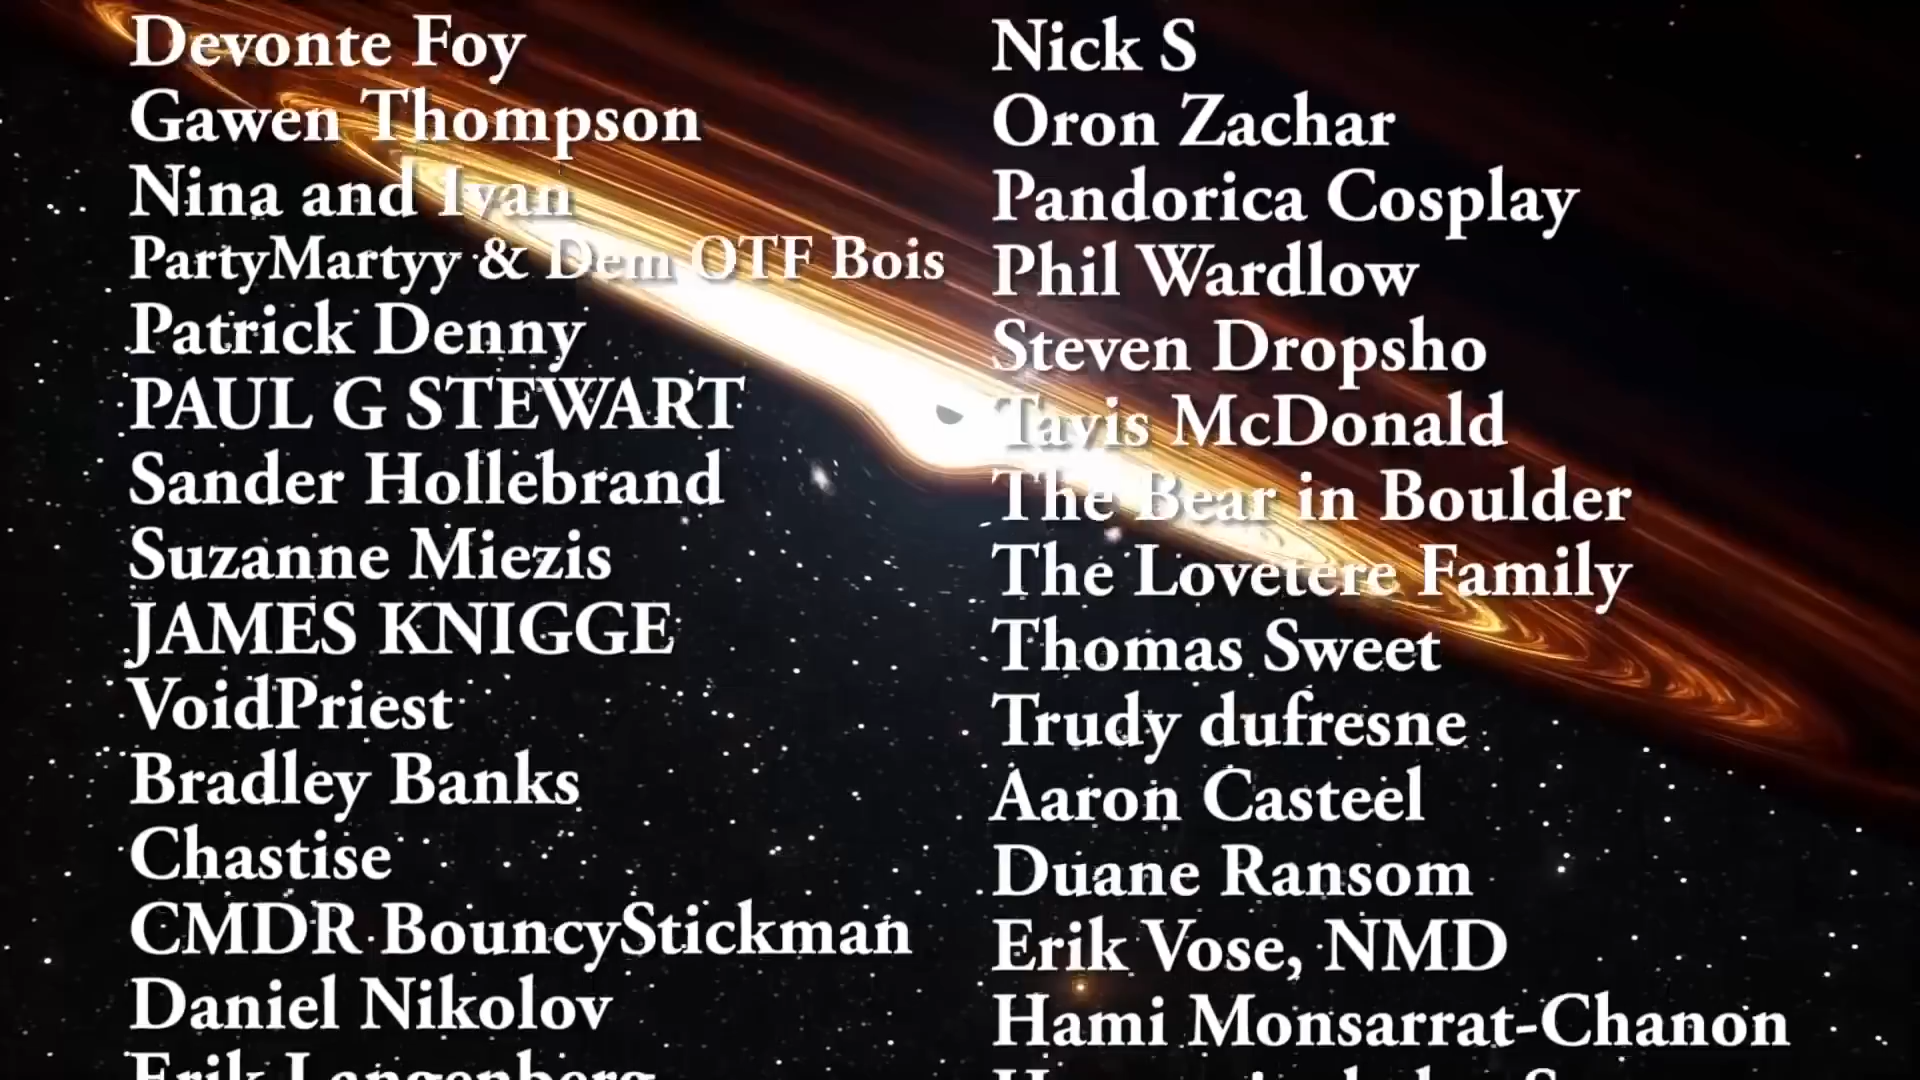 Devonte Foy
Gawen Thompson
Nina and Ivan
PartyMartyy & Dem OTF Bois
Patrick Denny
PAUL G STEWART
Sander Hollebrand
Suzanne Miezis
JAMES KNIGGE
VoidPriest
Bradley Banks
Chastise
CMDR BouncyStickman
Daniel Nikolov
Erik Langenberg
Nick S
Oron Zachar
Pandorica Cosplay
Phil Wardlow
Steven Dropsho
Tavis McDonald
The Bear in Boulder
The Lovetere Family
Thomas Sweet
Trudy dufresne
Aaron Casteel
Duane Ransom
Erik Vose, NMD
Hami Monsarrat-Chanon